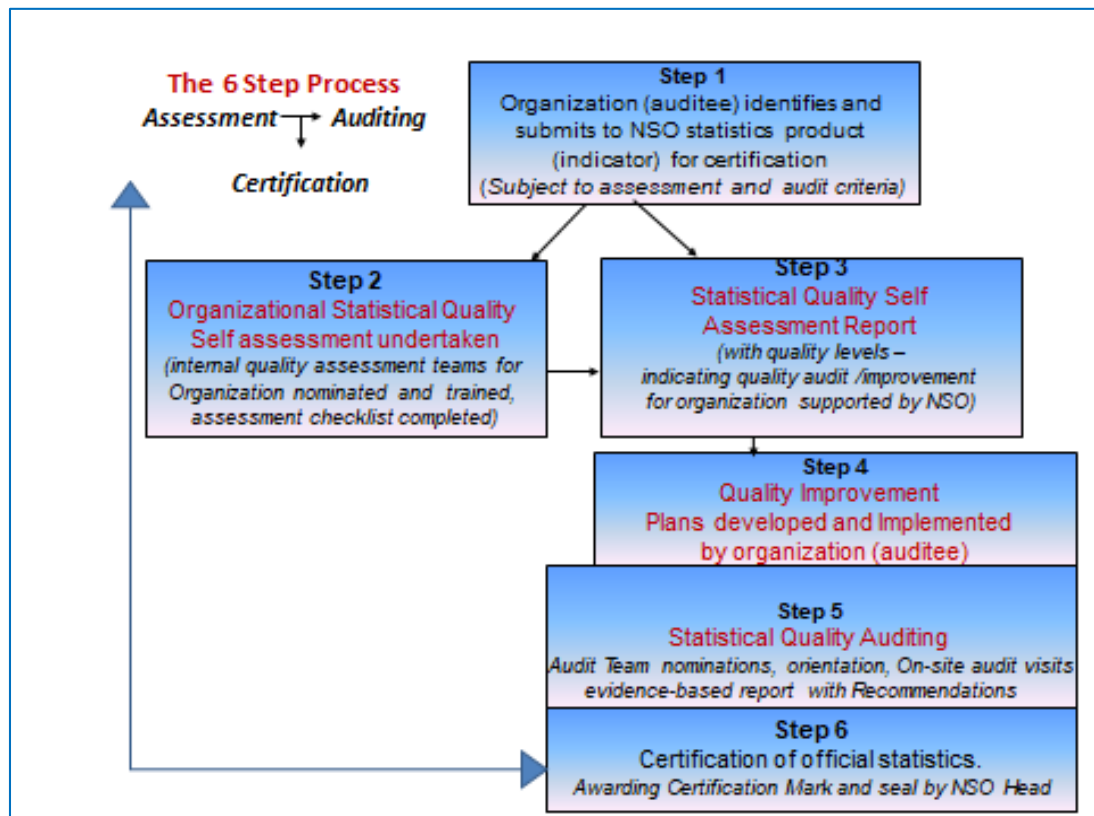 The 6 Step Process
Assessment Auditing
Certification
Step 1
Organization (auditee) identifies and
submits to NSO statistics product
(indicator) for certification
(Subject to assessment and audit criteria)
Step 2
Organizational Statistical Quality
Self assessment undertaken
(internal quality assessment teams for
Organization nominated and trained,
assessment checklist completed)
Step 3
Statistical Quality Self
Assessment Report
(with quality levels –
indicating quality audit /improvement
for organization supported by NSO)
Step 4
Quality Improvement
Plans developed and Implemented
by organization (auditee)
Step 5
Statistical Quality Auditing
Audit Team nominations, orientation, On-site audit visits
evidence-based report with Recommendations
Step 6
Certification of official statistics.
Awarding Certification Mark and seal by NSO Head